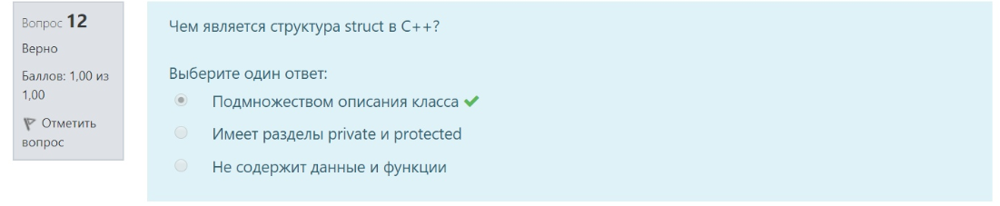 Вопрос 12
Верно
Баллов: 1,00 из
1,00
Отметить
вопрос
Чем является структура struct в C++?
Выберите один ответ:
Подмножеством описания класса
Имеет разделы private и protected
Не содержит данные и функции